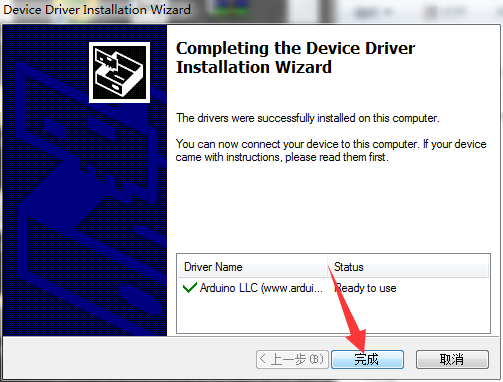 Device Driver Installation Wizard
Completing the Device Driver
Installation Wizard
The drivers were successfully installed on this computer.
You can now connect your device to this computer. If your device
came with instructions, please read them first.
Driver Name Status
Arduino LLC (www.ardui... Ready to use
< 上一步(B) 完成 取消